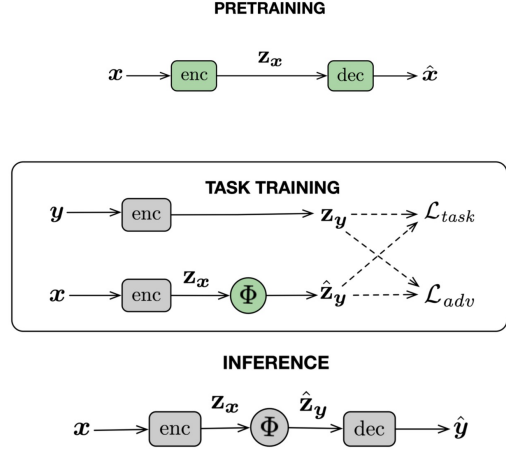 PRETRAINING
x enc z_x dec x̂
TASK TRAINING
y enc z_y ℒ_task
x enc z_x Φ ẑ_y ℒ_adv
INFERENCE
x enc z_x Φ ẑ_y dec ŷ